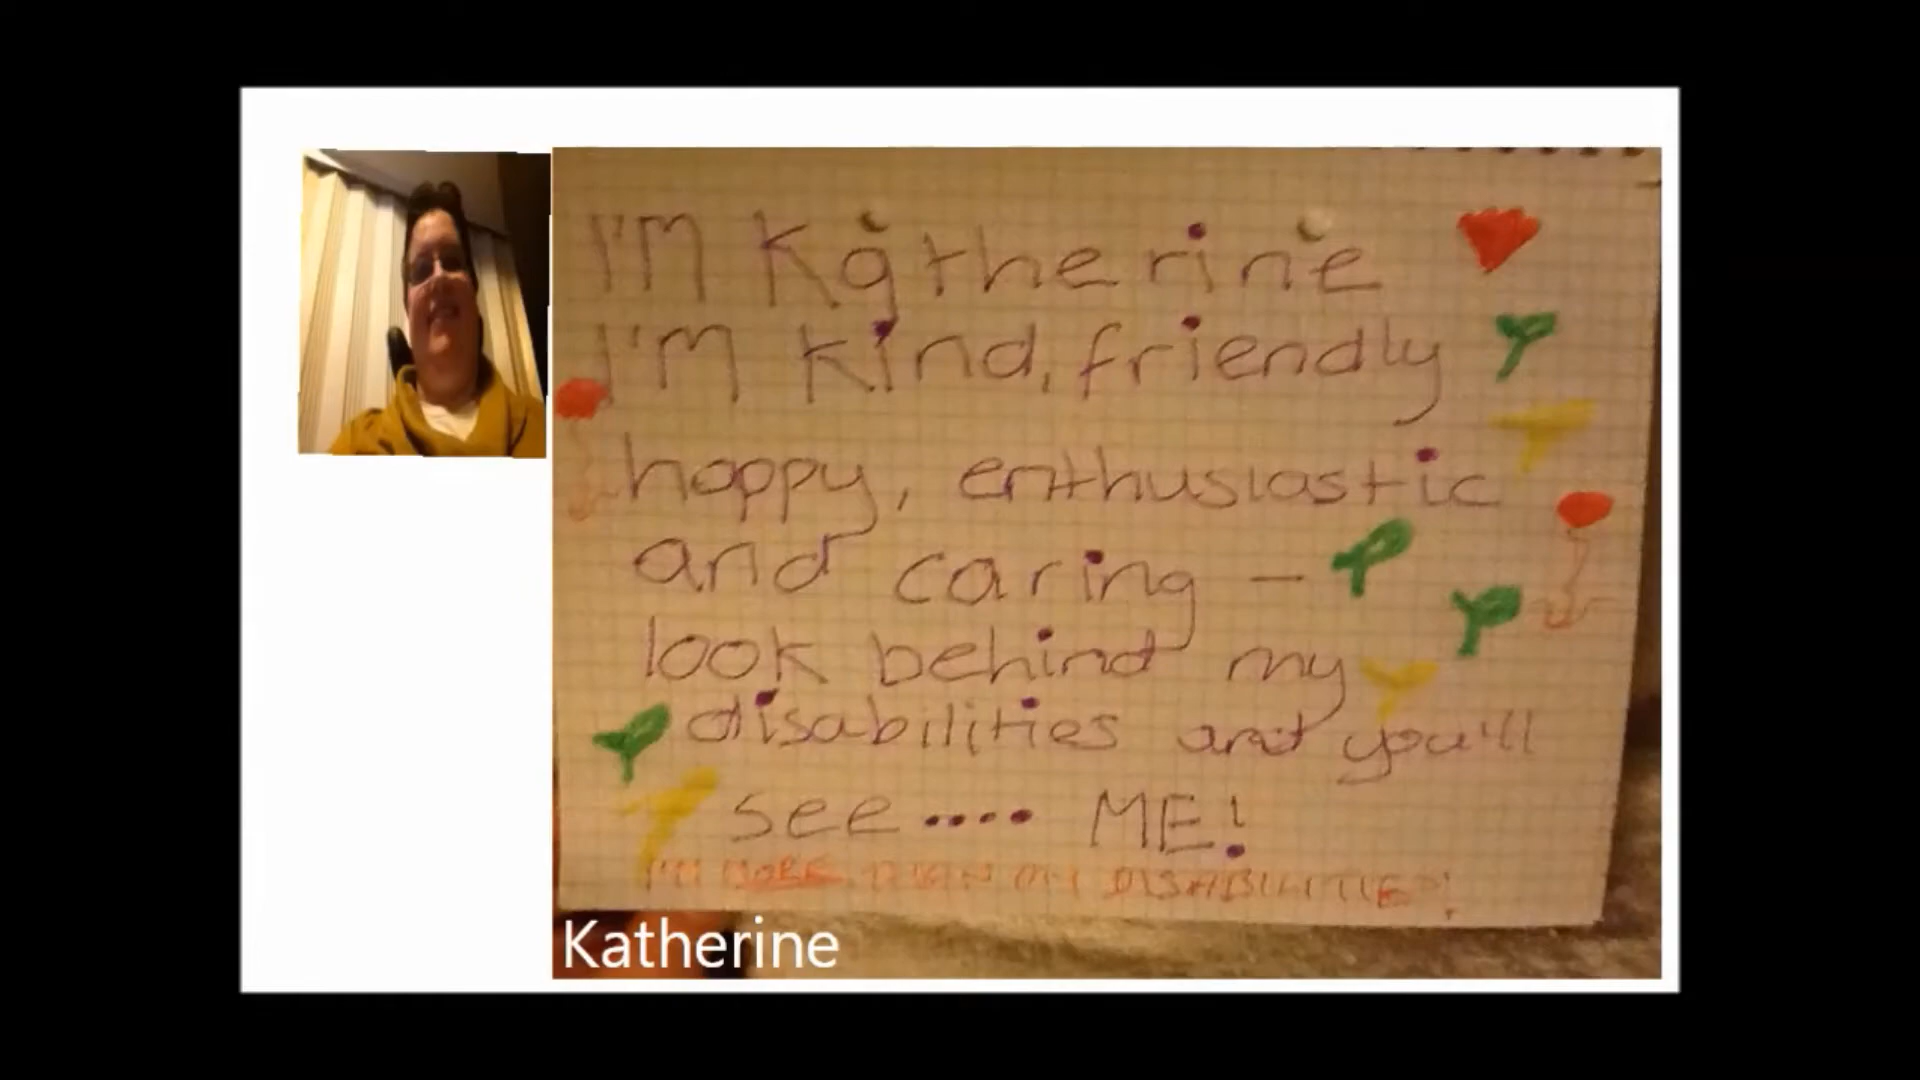 I'M Katherine
I'M kind, friendly
happy, enthusiastic
and caring —
look behind my
disabilities and you'll
see.... ME!
I'M MORE THAN MY DISABILITIES!
Katherine